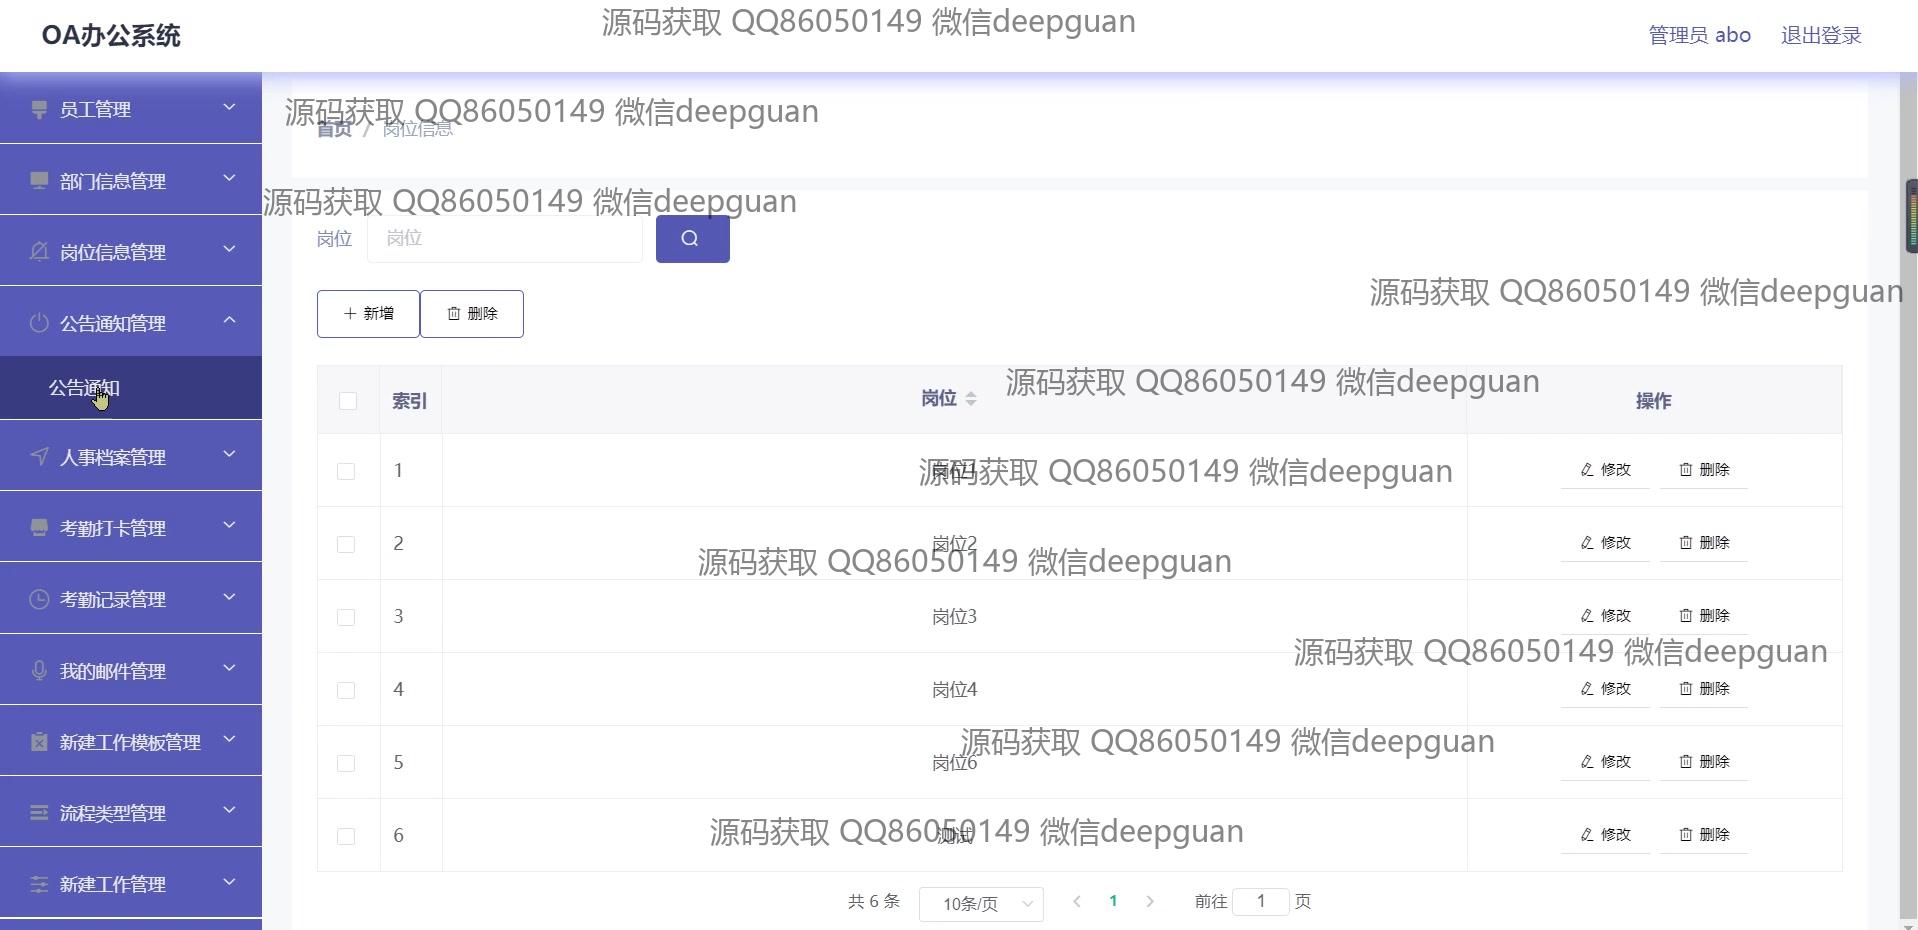 OA办公系统
源码获取 QQ86050149 微信deepguan
管理员 abo
退出登录
员工管理
部门信息管理
岗位信息管理
公告通知管理
公告通知
人事档案管理
考勤打卡管理
考勤记录管理
我的邮件管理
新建工作模板管理
流程类型管理
新建工作管理
源码获取 QQ86050149 微信deepguan
首页 / 岗位信息
源码获取 QQ86050149 微信deepguan
岗位 岗位
源码获取 QQ86050149 微信deepguan
新增 删除
源码获取 QQ86050149 微信deepguan
索引 岗位 操作
源码获取 QQ86050149 微信deepguan
1 岗位1 修改 删除
2 岗位2 修改 删除
源码获取 QQ86050149 微信deepguan
3 岗位3 修改 删除
源码获取 QQ86050149 微信deepguan
4 岗位4 修改 删除
源码获取 QQ86050149 微信deepguan
5 岗位6 修改 删除
源码获取 QQ86050149 微信deepguan
6 测试 修改 删除
共 6 条 10条/页 1 前往 1 页